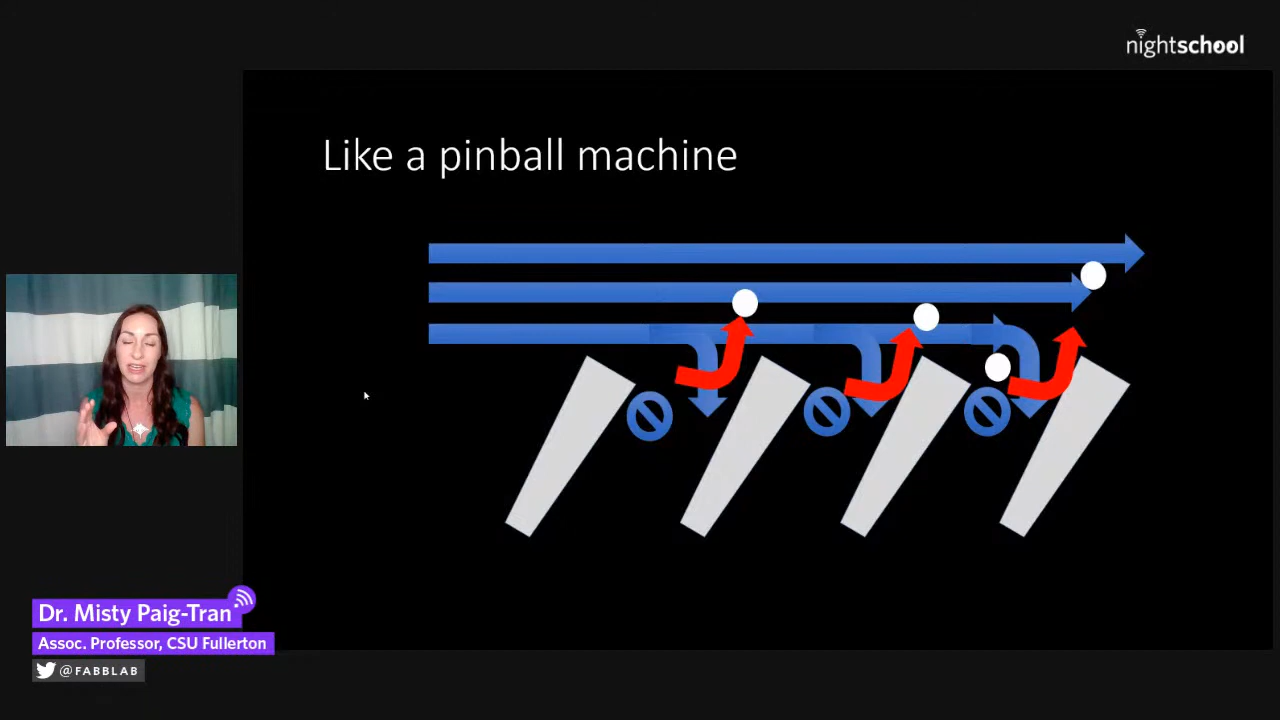 nightschool
Like a pinball machine
Dr. Misty Paig-Tran
Assoc. Professor, CSU Fullerton
@FABBLAB